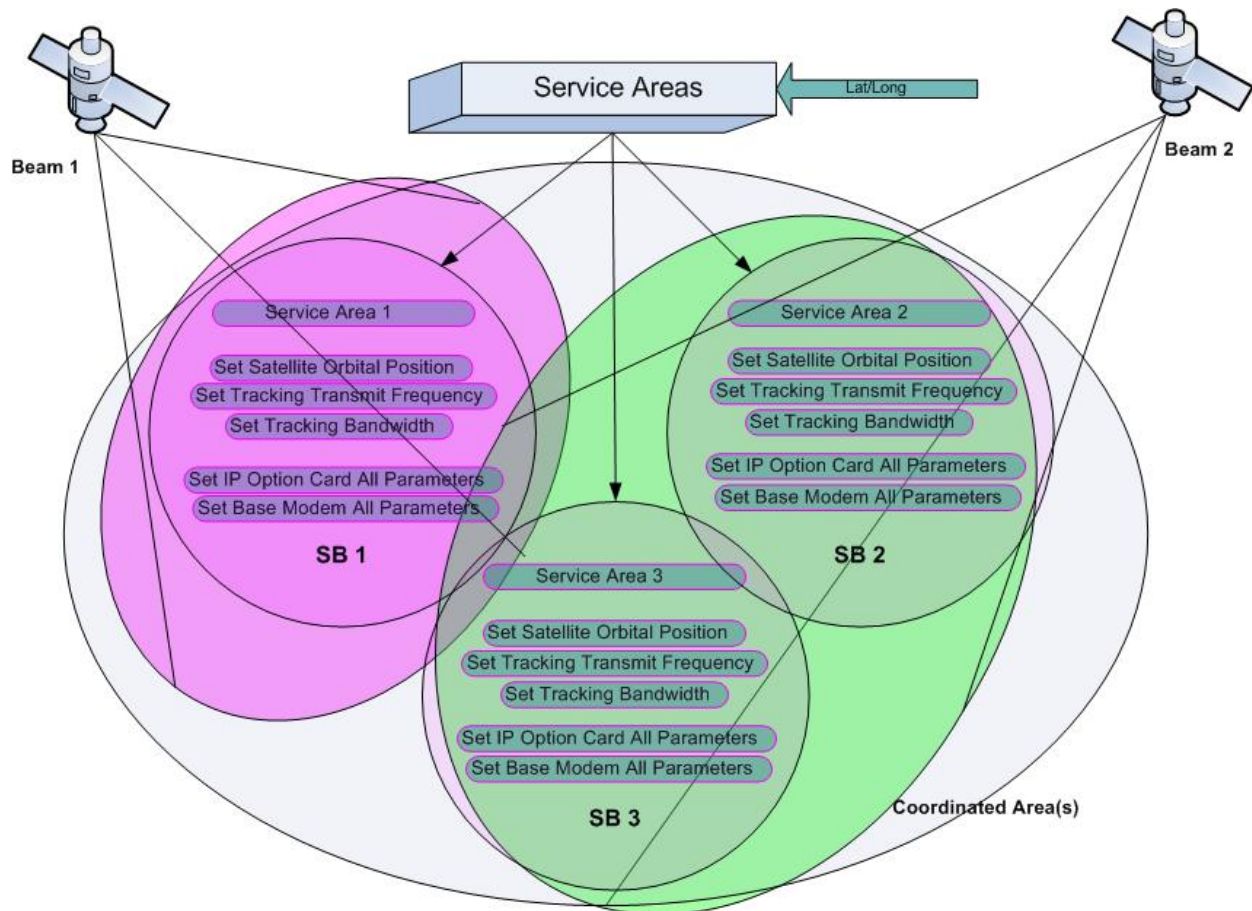 Service Areas
Lat/Long
Beam 1
Beam 2
Service Area 1
Set Satellite Orbital Position
Set Tracking Transmit Frequency
Set Tracking Bandwidth
Set IP Option Card All Parameters
Set Base Modem All Parameters
SB 1
Service Area 2
Set Satellite Orbital Position
Set Tracking Transmit Frequency
Set Tracking Bandwidth
Set IP Option Card All Parameters
Set Base Modem All Parameters
SB 2
Service Area 3
Set Satellite Orbital Position
Set Tracking Transmit Frequency
Set Tracking Bandwidth
Set IP Option Card All Parameters
Set Base Modem All Parameters
SB 3
Coordinated Area(s)